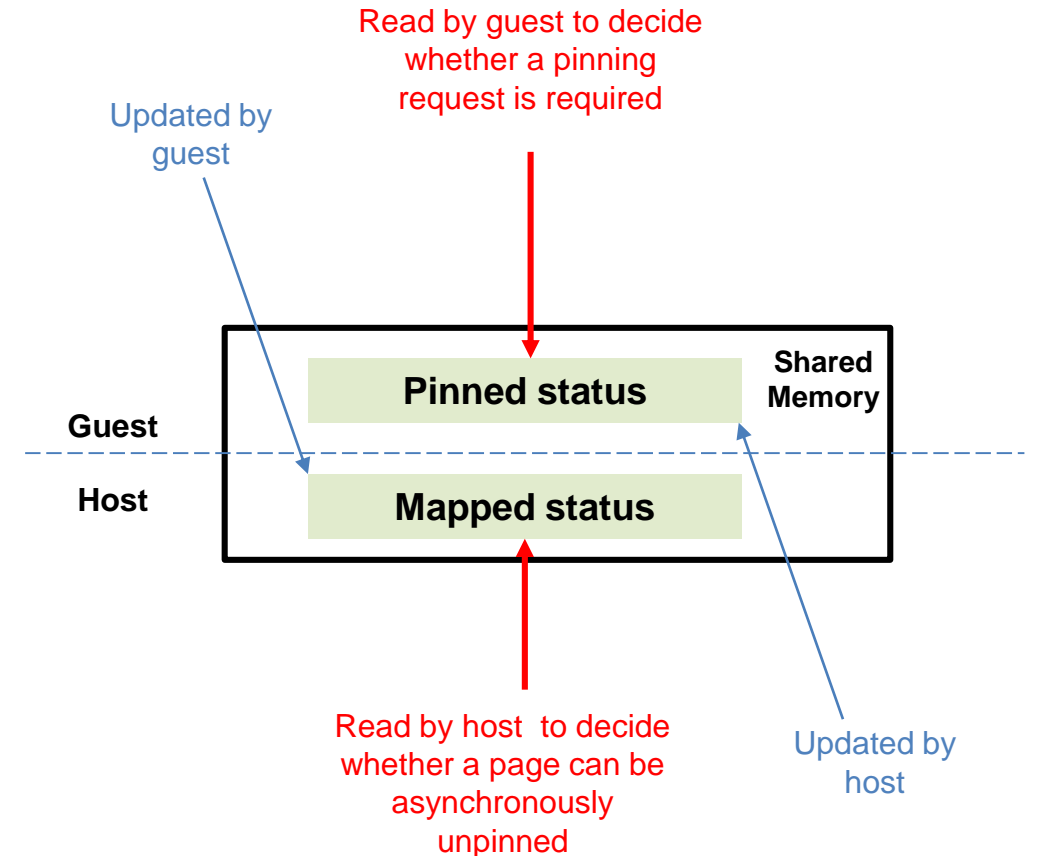 Read by guest to decide
whether a pinning
request is required
Updated by
guest
Pinned status
Shared
Memory
Guest
Host
Mapped status
Read by host  to decide
whether a page can be
asynchronously
unpinned
Updated by
host